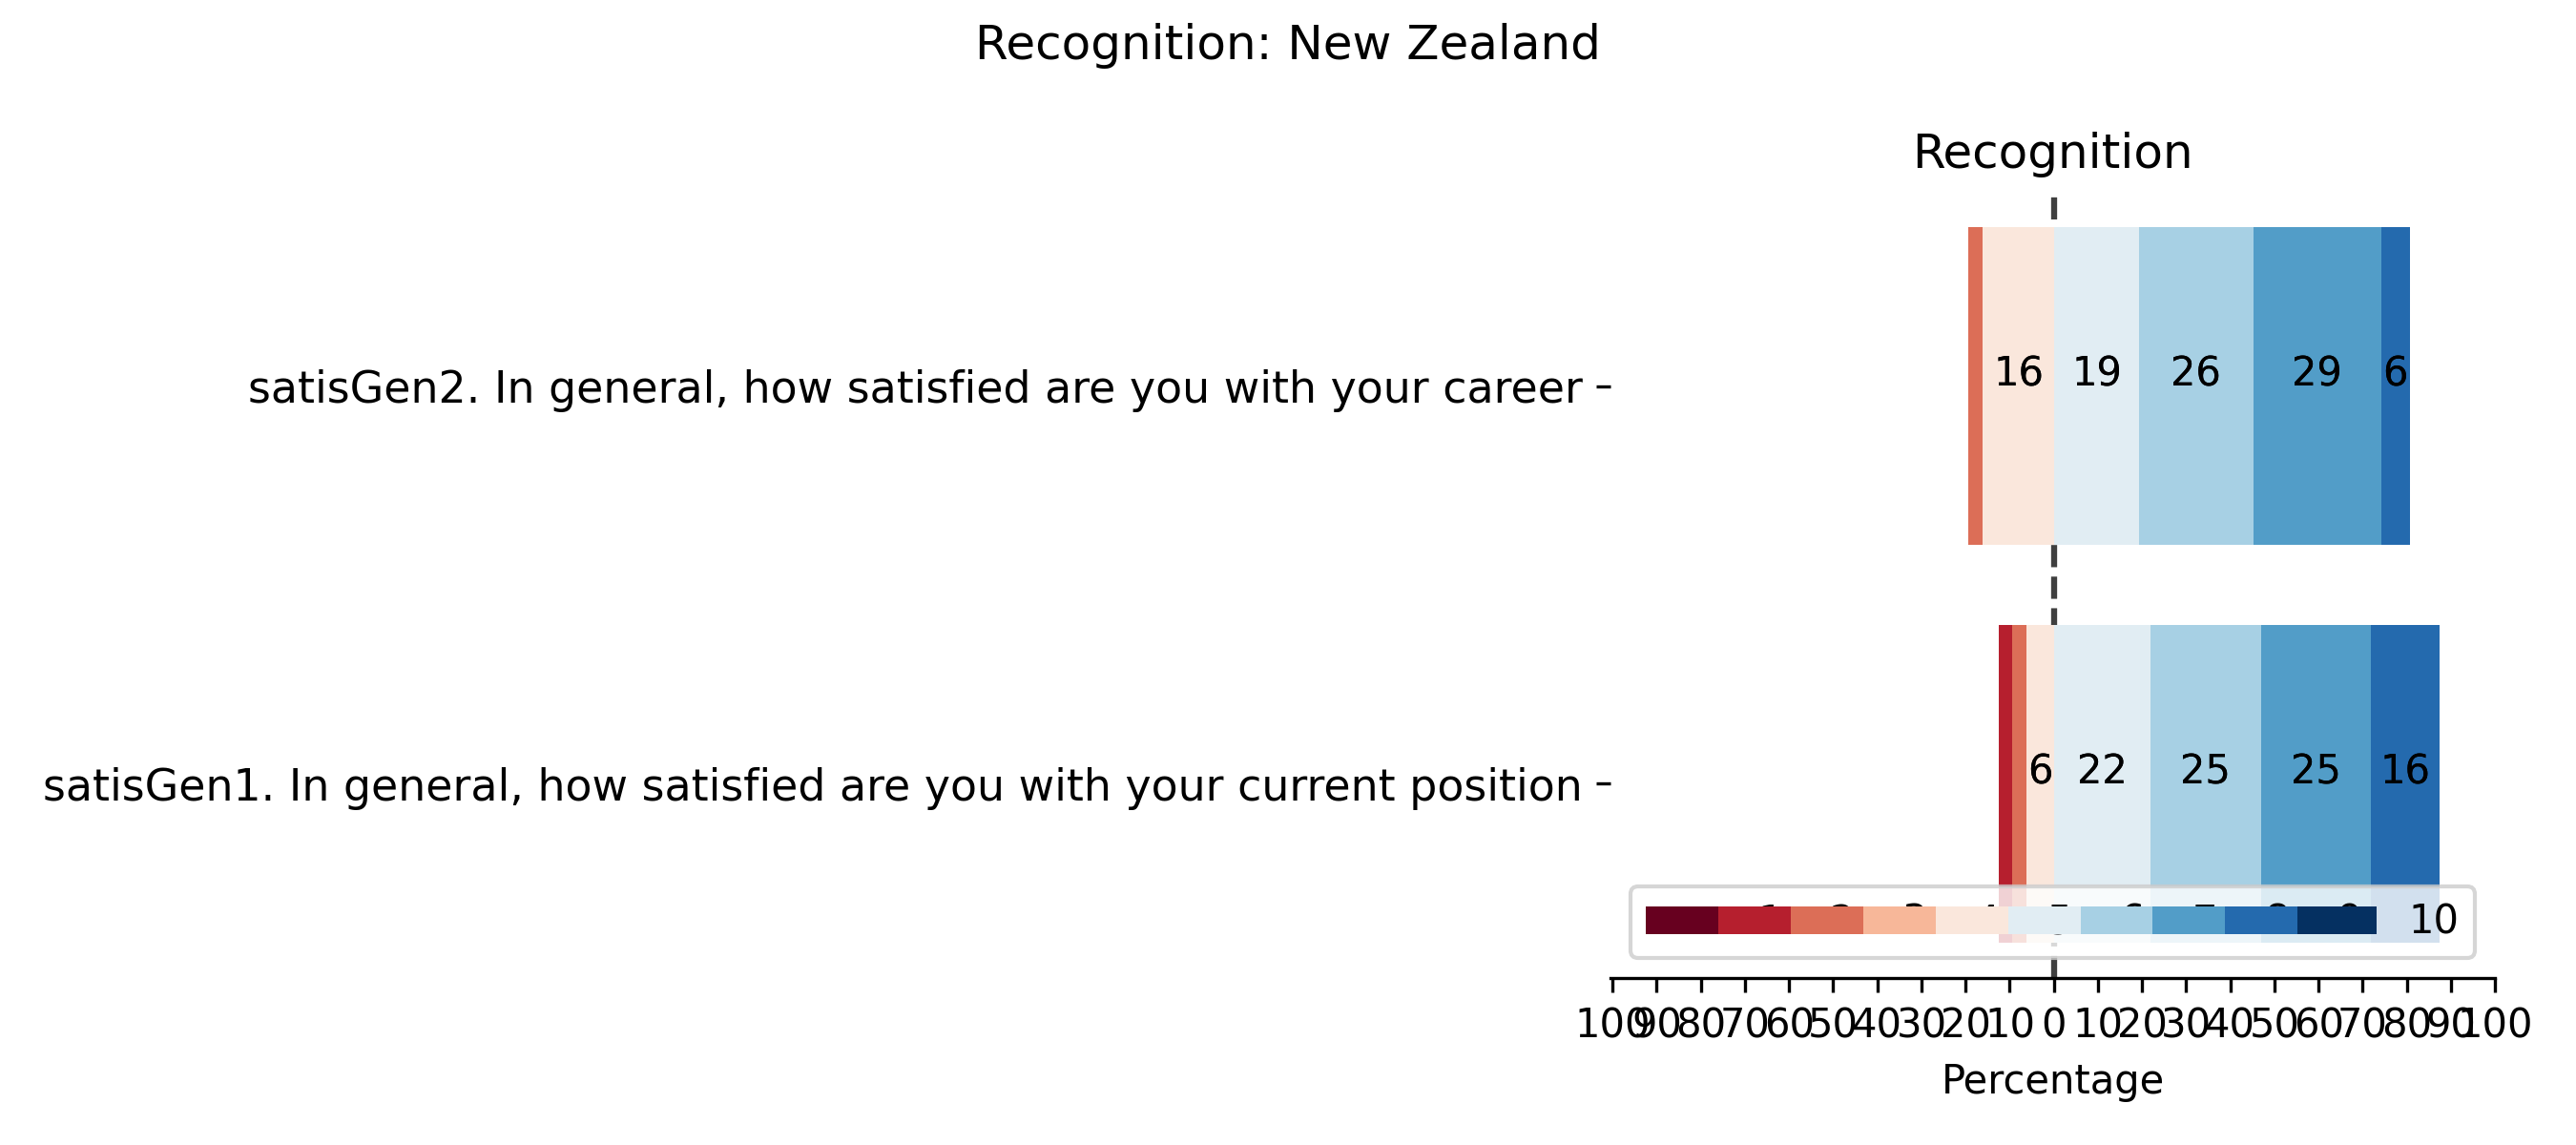 Recognition: New Zealand
Recognition
satisGen2. In general, how satisfied are you with your career
16 19 26 29 6
satisGen1. In general, how satisfied are you with your current position
6 22 25 25 16
10
100 90 80 70 60 50 40 30 20 10 0 10 20 30 40 50 60 70 80 90 100
Percentage